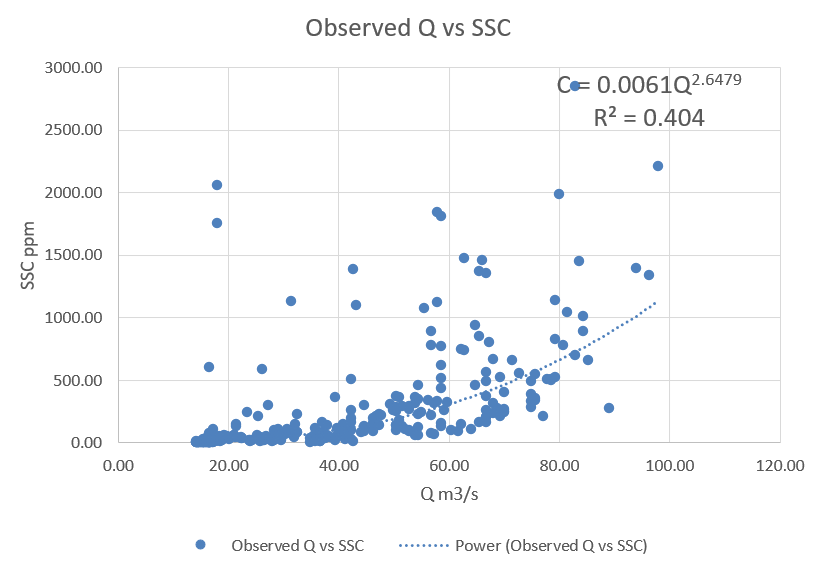 Observed Q vs SSC
3000.00
C = 0.0061Q^2.6479
R² = 0.404
2500.00
2000.00
1500.00
1000.00
500.00
0.00
SSC ppm
0.00 20.00 40.00 60.00 80.00 100.00 120.00
Q m3/s
Observed Q vs SSC Power (Observed Q vs SSC)